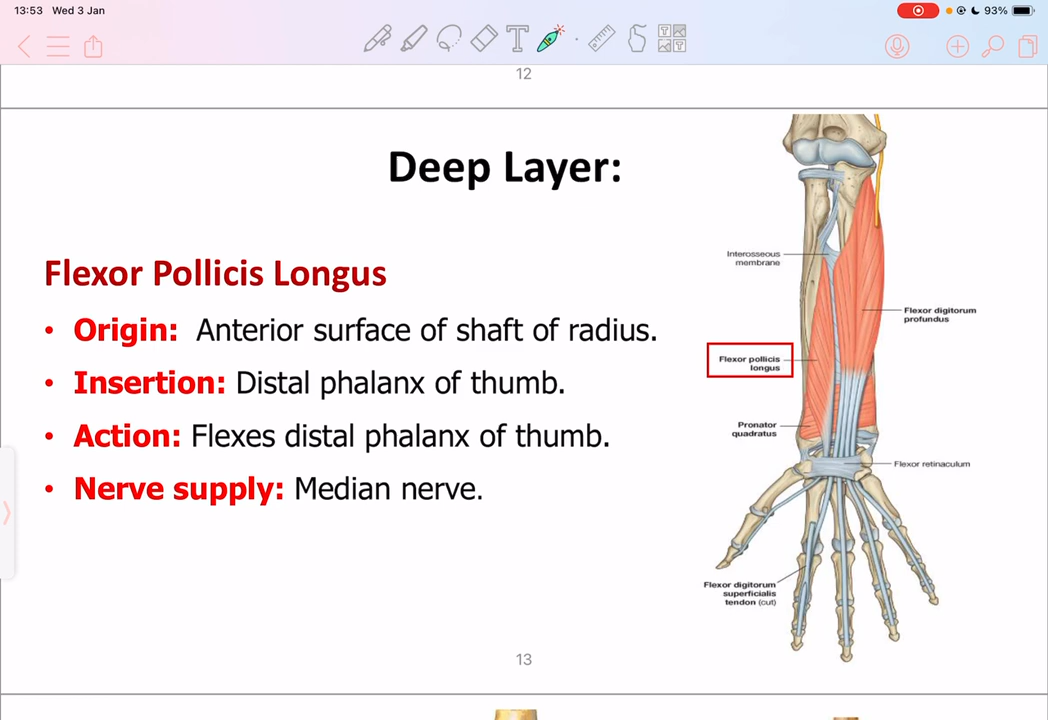 13:53 Wed 3 Jan
93%
12
Deep Layer:
Flexor Pollicis Longus
• Origin: Anterior surface of shaft of radius.
• Insertion: Distal phalanx of thumb.
• Action: Flexes distal phalanx of thumb.
• Nerve supply: Median nerve.
Interosseous
membrane
Flexor digitorum
profundus
Flexor pollicis
longus
Pronator
quadratus
Flexor retinaculum
Flexor digitorum
superficialis
tendon (cut)
13